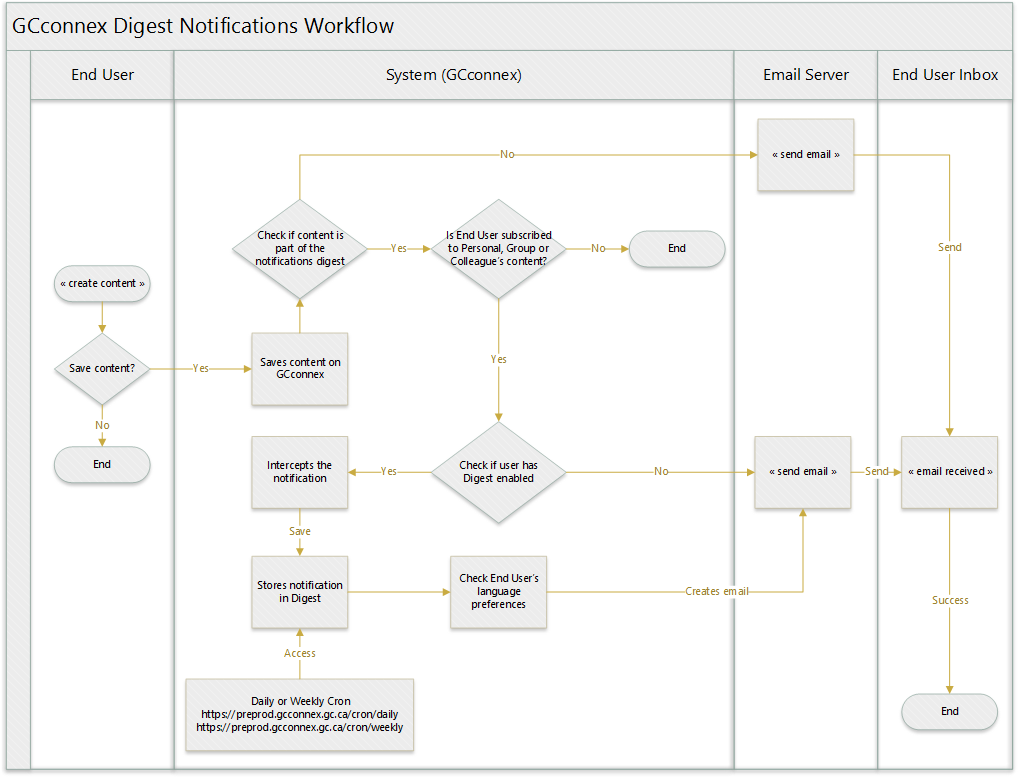 GCconnex Digest Notifications Workflow
End User
System (GCconnex)
Email Server
End User Inbox
No
« send email »
Check if content is
part of the
notifications digest
Yes
Is End User subscribed
to Personal, Group or
Colleague's content?
No
End
Send
« create content »
Save content?
Yes
Saves content on
GCconnex
Yes
No
End
Intercepts the
notification
Yes
Check if user has
Digest enabled
No
« send email »
Send
« email received »
Save
Stores notification
in Digest
Check End User's
language
preferences
Creates email
Success
Access
Daily or Weekly Cron
https://preprod.gcconnex.gc.ca/cron/daily
https://preprod.gcconnex.gc.ca/cron/weekly
End